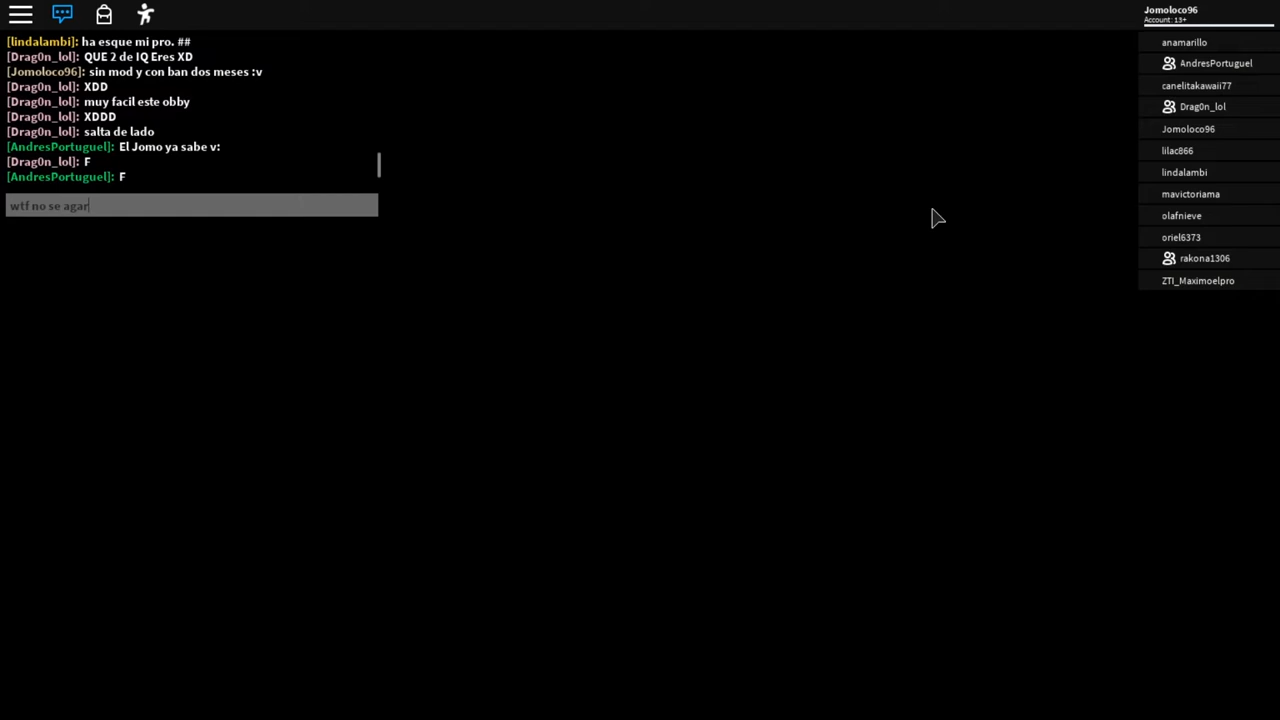 Jomoloco96
Account: 13+
[lindalambi]: ha esque mi pro. ##
[Drag0n_lol]: QUE 2 de IQ Eres XD
[Jomoloco96]: sin mod y con ban dos meses :v
[Drag0n_lol]: XDD
[Drag0n_lol]: muy facil este obby
[Drag0n_lol]: XDDD
[Drag0n_lol]: salta de lado
[AndresPortuguel]: El Jomo ya sabe v:
[Drag0n_lol]: F
[AndresPortuguel]: F
wtf no se agar
anamarillo
AndresPortuguel
canelitakawaii77
Drag0n_lol
Jomoloco96
lilac866
lindalambi
mavictoriama
olafnieve
oriel6373
rakona1306
ZTI_Maximoelpro